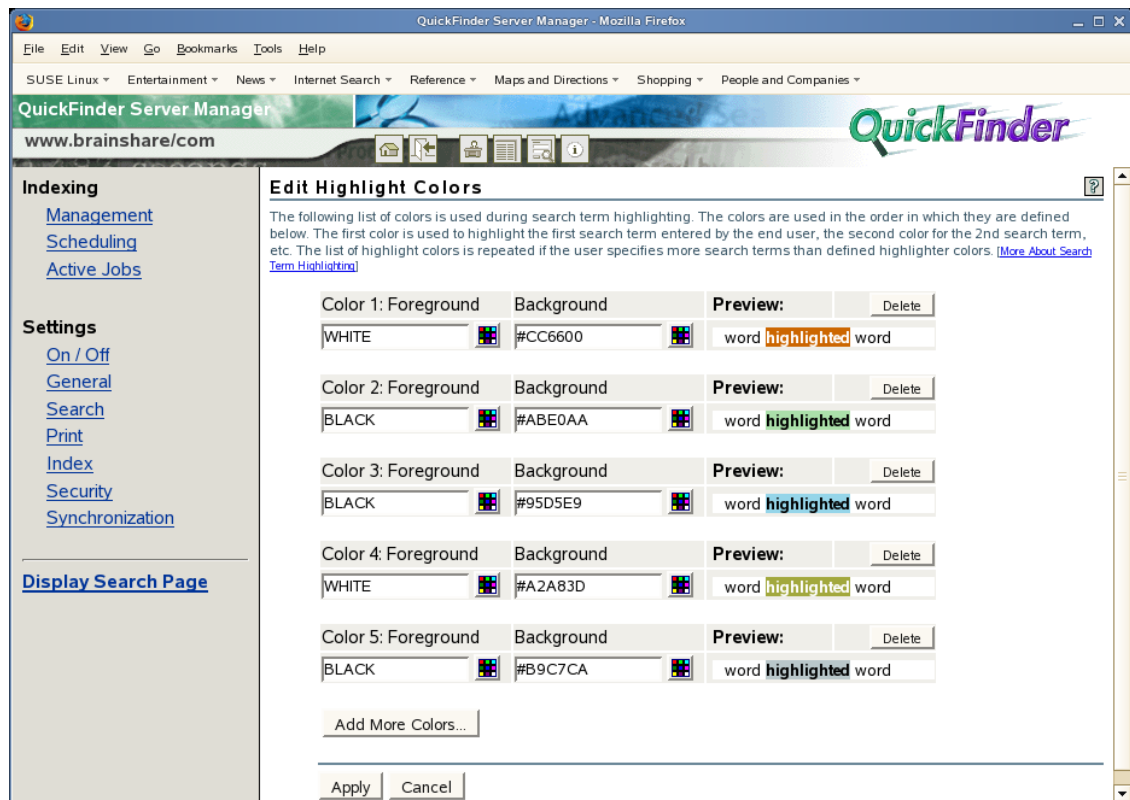 QuickFinder Server Manager - Mozilla Firefox
File Edit View Go Bookmarks Tools Help
SUSE Linux Entertainment News Internet Search Reference Maps and Directions Shopping People and Companies
QuickFinder Server Manager
www.brainshare/com
QuickFinder
Indexing
Management
Scheduling
Active Jobs
Settings
On / Off
General
Search
Print
Index
Security
Synchronization
Display Search Page
Edit Highlight Colors
?
The following list of colors is used during search term highlighting. The colors are used in the order in which they are defined
below. The first color is used to highlight the first search term entered by the end user, the second color for the 2nd search term,
etc. The list of highlight colors is repeated if the user specifies more search terms than defined highlighter colors. [More About Search
Term Highlighting]
Color 1: Foreground Background Preview: Delete
WHITE #CC6600 word highlighted word
Color 2: Foreground Background Preview: Delete
BLACK #ABE0AA word highlighted word
Color 3: Foreground Background Preview: Delete
BLACK #95D5E9 word highlighted word
Color 4: Foreground Background Preview: Delete
WHITE #A2A83D word highlighted word
Color 5: Foreground Background Preview: Delete
BLACK #B9C7CA word highlighted word
Add More Colors...
Apply Cancel